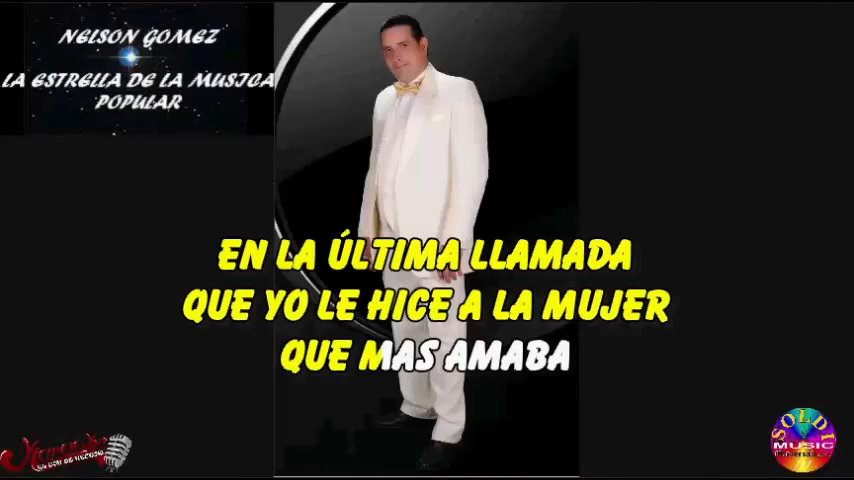 NELSON GOMEZ
LA ESTRELLA DE LA MUSICA
POPULAR
EN LA ÚLTIMA LLAMADA
QUE YO LE HICE A LA MUJER
QUE MAS AMABA
Karaoke
SOLDI
MUSIC